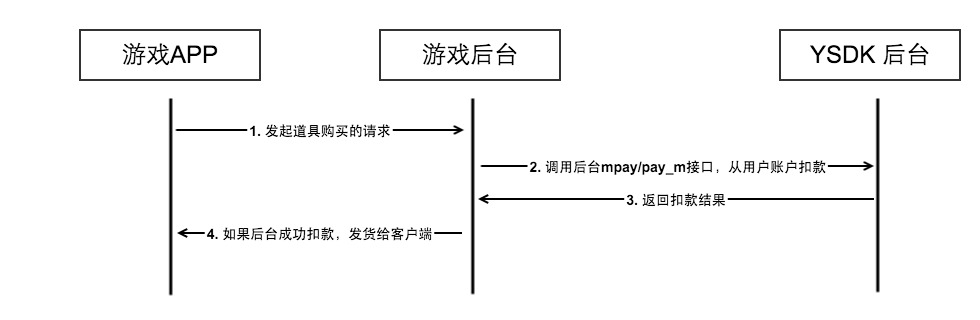 游戏APP
游戏后台
YSDK 后台
1. 发起道具购买的请求
2. 调用后台mpay/pay_m接口，从用户账户扣款
3. 返回扣款结果
4. 如果后台成功扣款，发货给客户端